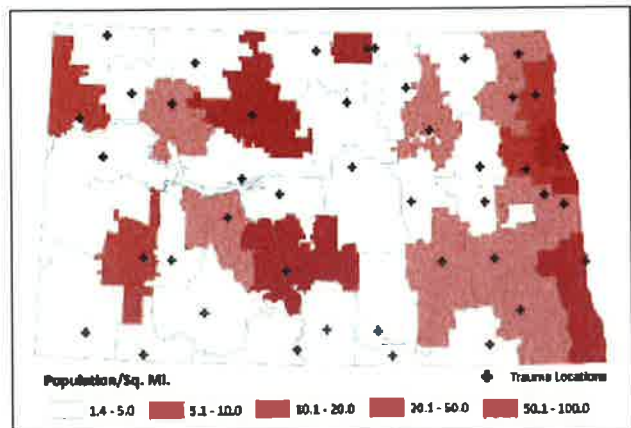 Population/Sq. Mi.
Trauma Locations
1.4 - 5.0
5.1 - 10.0
10.1 - 20.0
20.1 - 50.0
50.1 - 100.0